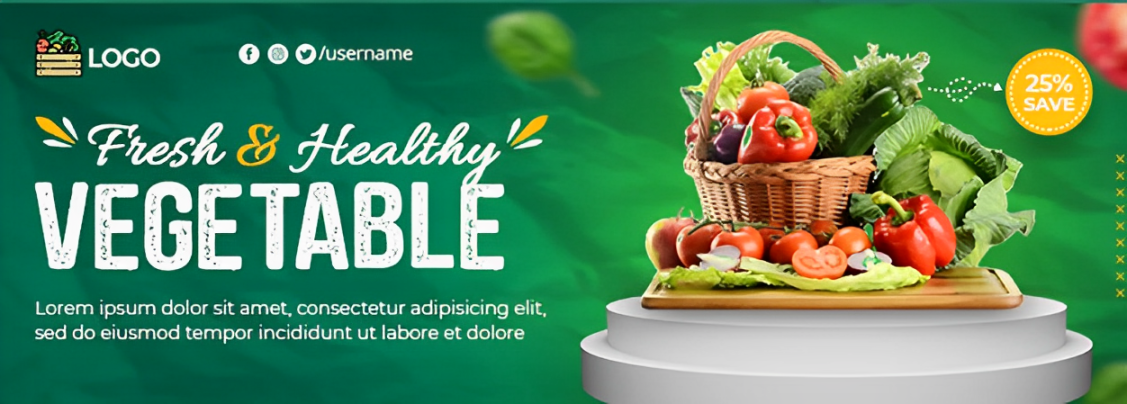 LOGO
/username
Fresh & Healthy
VEGETABLE
Lorem ipsum dolor sit amet, consectetur adipisicing elit,
sed do eiusmod tempor incididunt ut labore et dolore
25%
SAVE